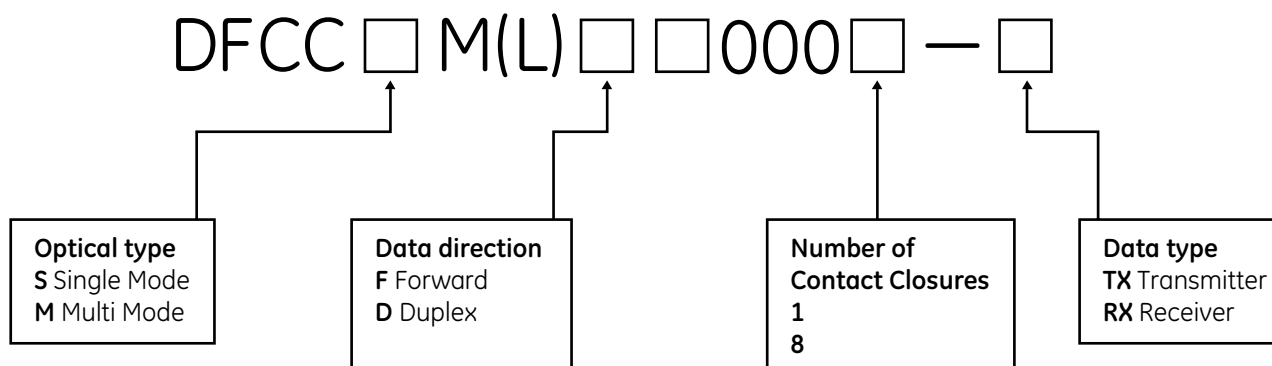 DFCC □ M(L) □ □ 000 □ — □
Optical type
S Single Mode
M Multi Mode
Data direction
F Forward
D Duplex
Number of
Contact Closures
1
8
Data type
TX Transmitter
RX Receiver